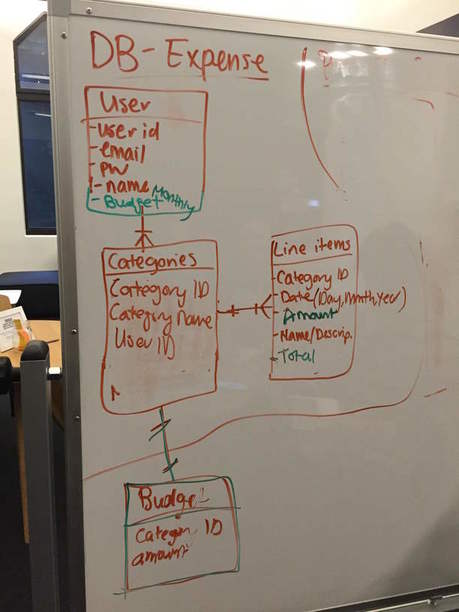 DB-Expense
User
-user id
-email
-pw
-name
-Budget Monthly
Categories
Category ID
Category Name
User ID
Line items
-Category ID
-Date(Day,Month,Year)
-Amount
-Name/Descrip.
-Total
Budget
Category ID
amount